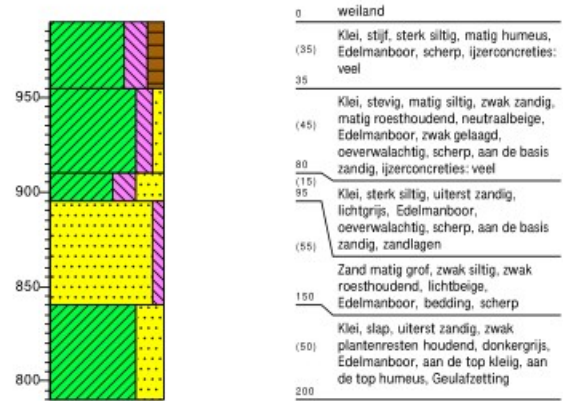 950
900
850
800
0 weiland
(35) Klei, stijf, sterk siltig, matig humeus,
Edelmanboor, scherp, ijzerconcreties:
veel
35
Klei, stevig, matig siltig, zwak zandig,
matig roesthoudend, neutraalbeige,
(45) Edelmanboor, zwak gelaagd,
oeverwalachtig, scherp, aan de basis
80 zandig, ijzerconcreties: veel
(15)
95 Klei, sterk siltig, uiterst zandig,
lichtgrijs, Edelmanboor,
oeverwalachtig, scherp, aan de basis
(55) zandig, zandlagen
Zand matig grof, zwak siltig, zwak
roesthoudend, lichtbeige,
150 Edelmanboor, bedding, scherp
Klei, slap, uiterst zandig, zwak
(50) plantenresten houdend, donkergrijs,
Edelmanboor, aan de top kleiig, aan
de top humeus, Geulafzetting
200